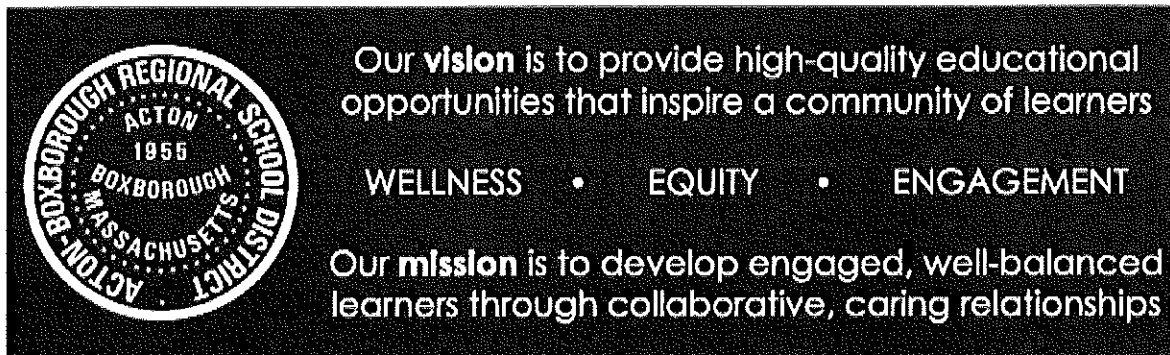 ACTON-BOXBOROUGH REGIONAL SCHOOL DISTRICT
ACTON
1955
BOXBOROUGH
MASSACHUSETTS
Our vision is to provide high-quality educational
opportunities that inspire a community of learners
WELLNESS • EQUITY • ENGAGEMENT
Our mission is to develop engaged, well-balanced
learners through collaborative, caring relationships